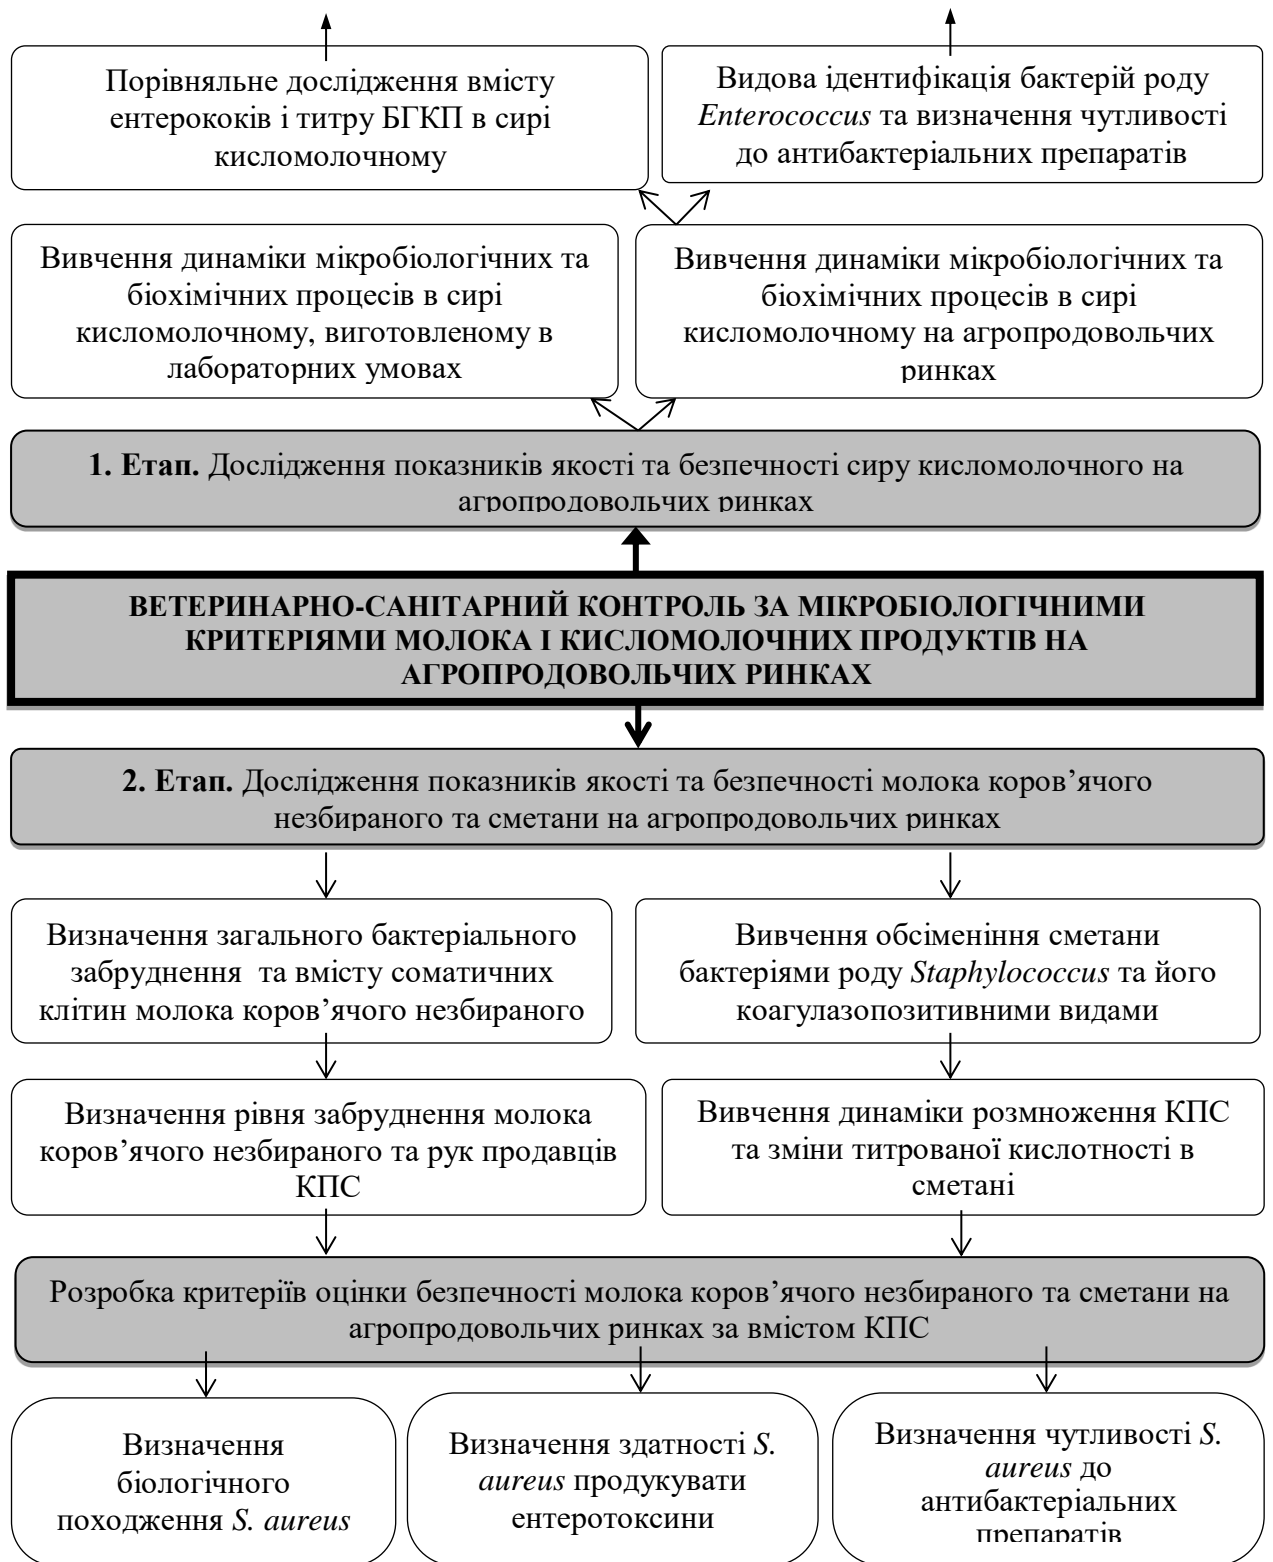 Порівняльне дослідження вмісту
ентерококів і титру БГКП в сирі
кисломолочному
Видова ідентифікація бактерій роду
Enterococcus та визначення чутливості
до антибактеріальних препаратів
Вивчення динаміки мікробіологічних та
біохімічних процесів в сирі
кисломолочному, виготовленому в
лабораторних умовах
Вивчення динаміки мікробіологічних та
біохімічних процесів в сирі
кисломолочному на агропродовольчих
ринках
1. Етап. Дослідження показників якості та безпечності сиру кисломолочного на
агропродовольчих ринках
ВЕТЕРИНАРНО-САНІТАРНИЙ КОНТРОЛЬ ЗА МІКРОБІОЛОГІЧНИМИ
КРИТЕРІЯМИ МОЛОКА І КИСЛОМОЛОЧНИХ ПРОДУКТІВ НА
АГРОПРОДОВОЛЬЧИХ РИНКАХ
2. Етап. Дослідження показників якості та безпечності молока коров’ячого
незбираного та сметани на агропродовольчих ринках
Визначення загального бактеріального
забруднення та вмісту соматичних
клітин молока коров’ячого незбираного
Вивчення обсіменіння сметани
бактеріями роду Staphylococcus та його
коагулазопозитивними видами
Визначення рівня забруднення молока
коров’ячого незбираного та рук продавців
КПС
Вивчення динаміки розмноження КПС
та зміни титрованої кислотності в
сметані
Розробка критеріїв оцінки безпечності молока коров’ячого незбираного та сметани на
агропродовольчих ринках за вмістом КПС
Визначення
біологічного
походження S. aureus
Визначення здатності S.
aureus продукувати
ентеротоксини
Визначення чутливості S.
aureus до
антибактеріальних
препаратів